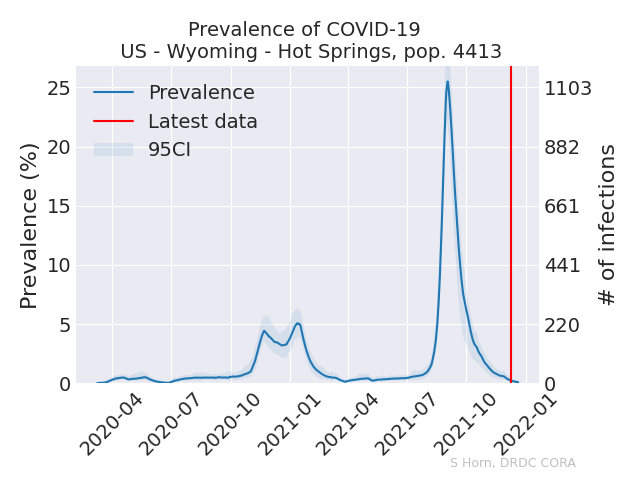 Prevalence of COVID-19
US - Wyoming - Hot Springs, pop. 4413
Prevalence
Latest data
95CI
Prevalence (%)
25
20
15
10
5
0
1103
882
661
441
220
0
# of infections
2020-04
2020-07
2020-10
2021-01
2021-04
2021-07
2021-10
2022-01
S Horn, DRDC CORA